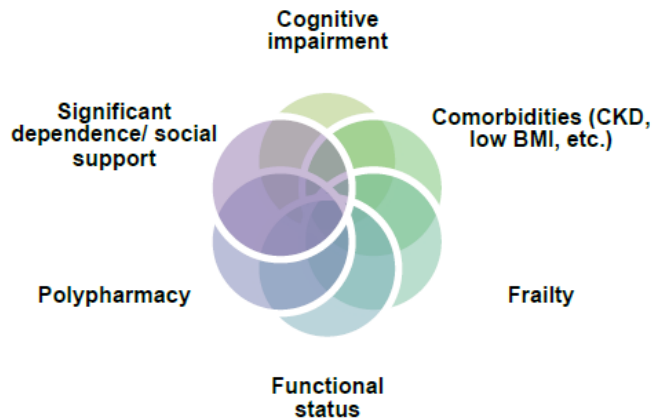 Cognitive
impairment
Comorbidities (CKD,
low BMI, etc.)
Frailty
Functional
status
Polypharmacy
Significant
dependence/ social
support